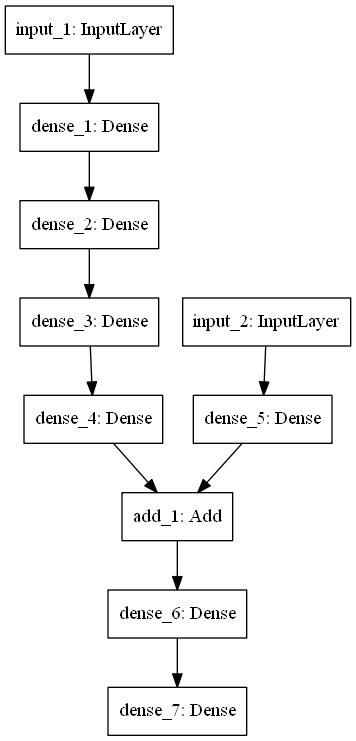 input_1: InputLayer
dense_1: Dense
dense_2: Dense
dense_3: Dense
input_2: InputLayer
dense_4: Dense
dense_5: Dense
add_1: Add
dense_6: Dense
dense_7: Dense